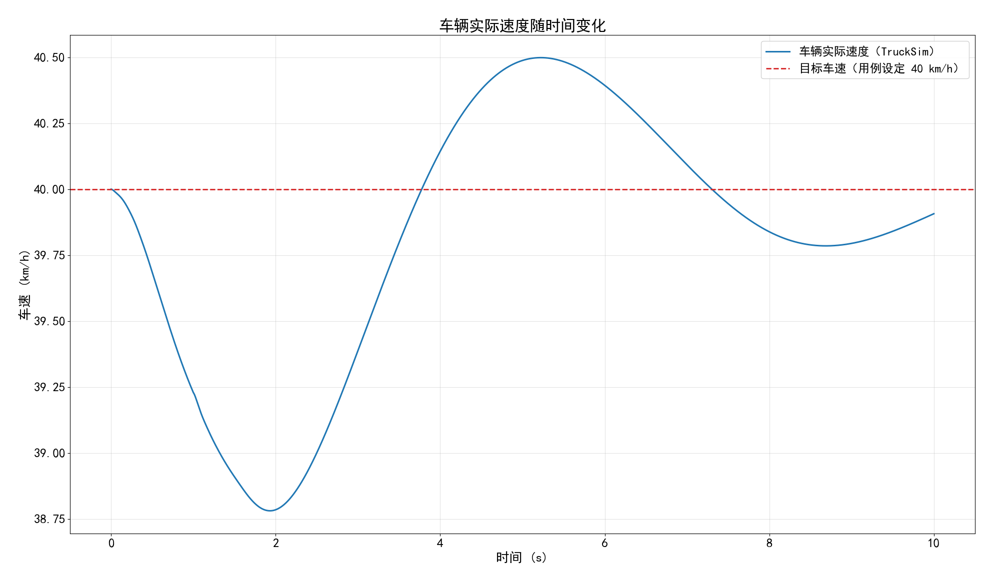 车辆实际速度随时间变化
车辆实际速度（TruckSim）
目标车速（用例设定 40 km/h）
车速 (km/h)
40.50
40.25
40.00
39.75
39.50
39.25
39.00
38.75
0 2 4 6 8 10
时间 (s)